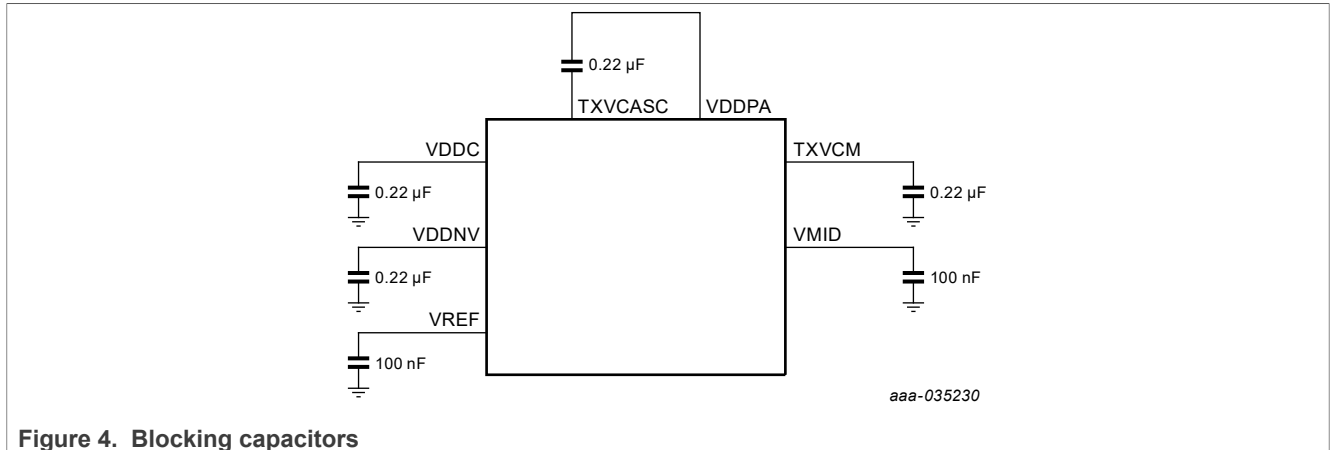 0.22 µF
TXVCASC VDDPA
VDDC TXVCM
0.22 µF 0.22 µF
VDDNV VMID
0.22 µF 100 nF
VREF
100 nF
aaa-035230
Figure 4. Blocking capacitors